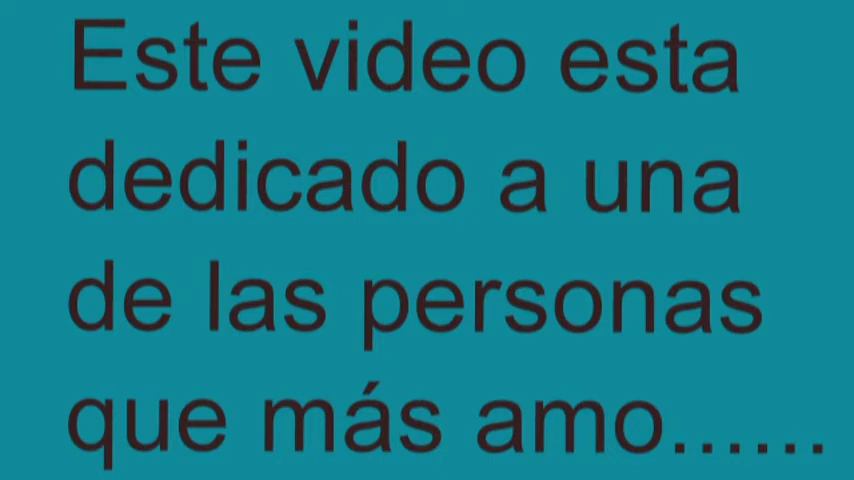 Este video esta
dedicado a una
de las personas
que más amo......